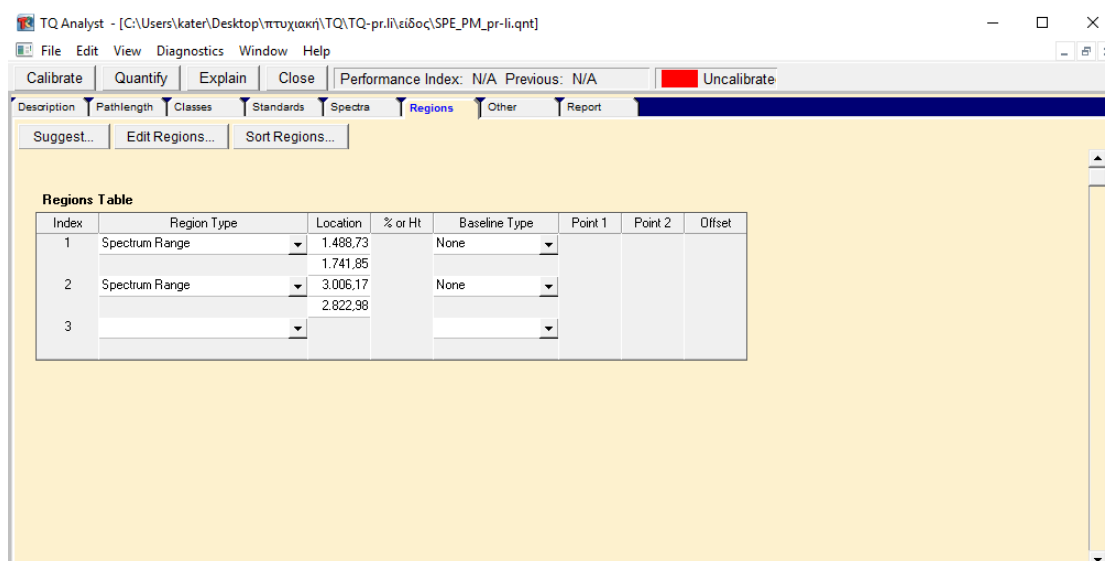 TQ Analyst - [C:\Users\kater\Desktop\πτυχιακή\TQ\TQ-pr.li\είδος\SPE_PM_pr-li.qnt]
File Edit View Diagnostics Window Help
Calibrate Quantify Explain Close Performance Index: N/A Previous: N/A Uncalibrate
Description Pathlength Classes Standards Spectra Regions Other Report
Suggest... Edit Regions... Sort Regions...
Regions Table
Index Region Type Location % or Ht Baseline Type Point 1 Point 2 Offset
1 Spectrum Range 1.488,73 None
1.741,85
2 Spectrum Range 3.006,17 None
2.822,98
3